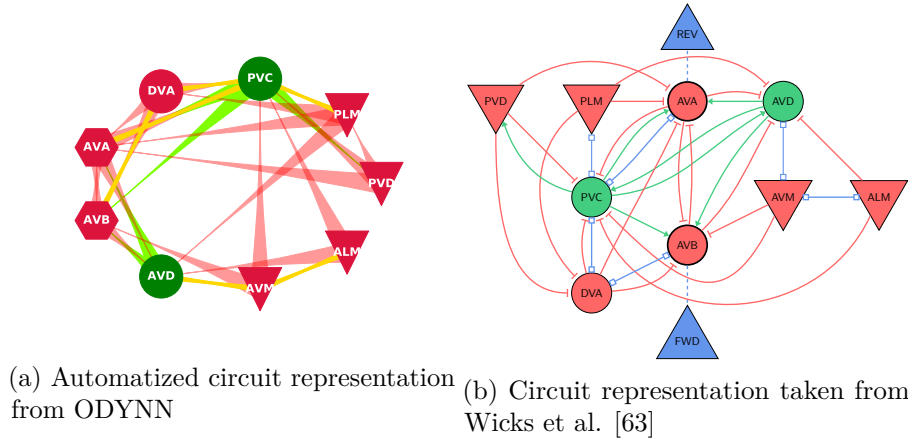 PVC
DVA
PLM
AVA
PVD
AVB
ALM
AVD
AVM
REV
PVD
PLM
AVA
AVD
PVC
AVM
ALM
AVB
DVA
FWD
(a) Automatized circuit representation
from ODYNN
(b) Circuit representation taken from
Wicks et al. [63]